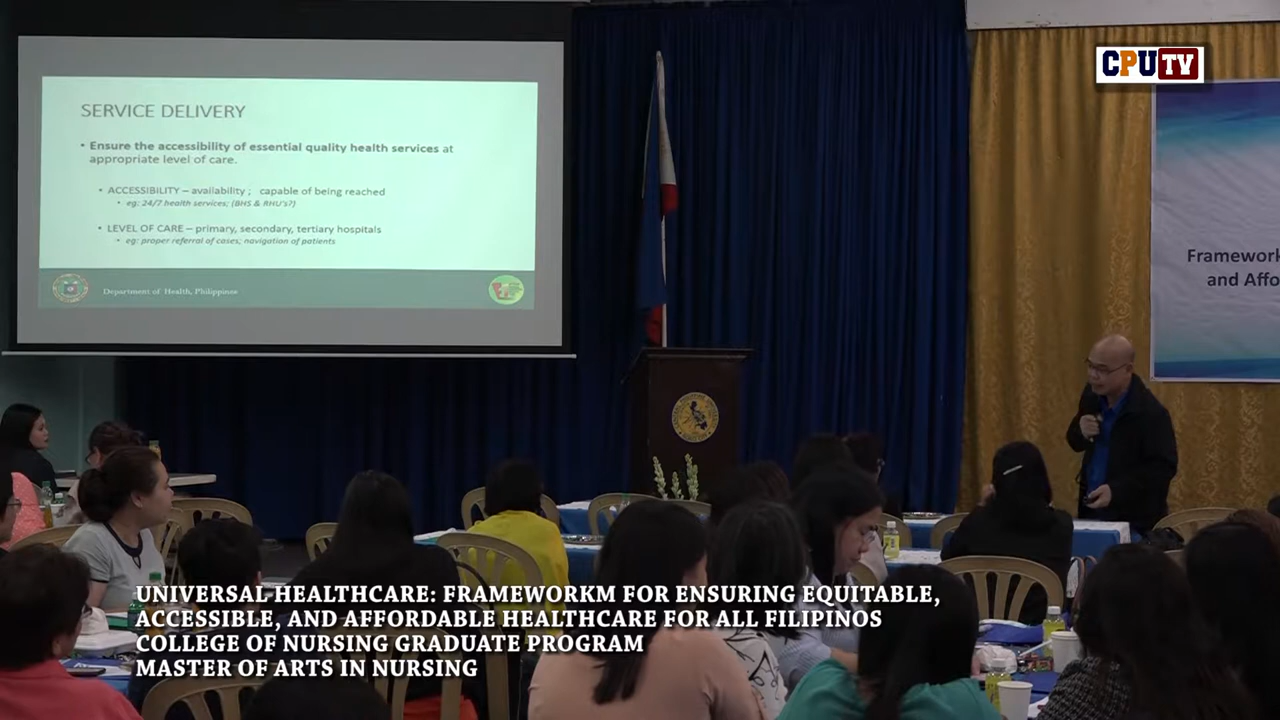 CPUTV
SERVICE DELIVERY
• Ensure the accessibility of essential quality health services at
appropriate level of care.
• ACCESSIBILITY – availability ; capable of being reached
• eg: 24/7 health services; (BHS & RHU's?)
• LEVEL OF CARE – primary, secondary, tertiary hospitals
• eg: proper referral of cases; navigation of patients
Department of Health, Philippines
Framework
and Affo
UNIVERSAL HEALTHCARE: FRAMEWORKM FOR ENSURING EQUITABLE,
ACCESSIBLE, AND AFFORDABLE HEALTHCARE FOR ALL FILIPINOS
COLLEGE OF NURSING GRADUATE PROGRAM
MASTER OF ARTS IN NURSING